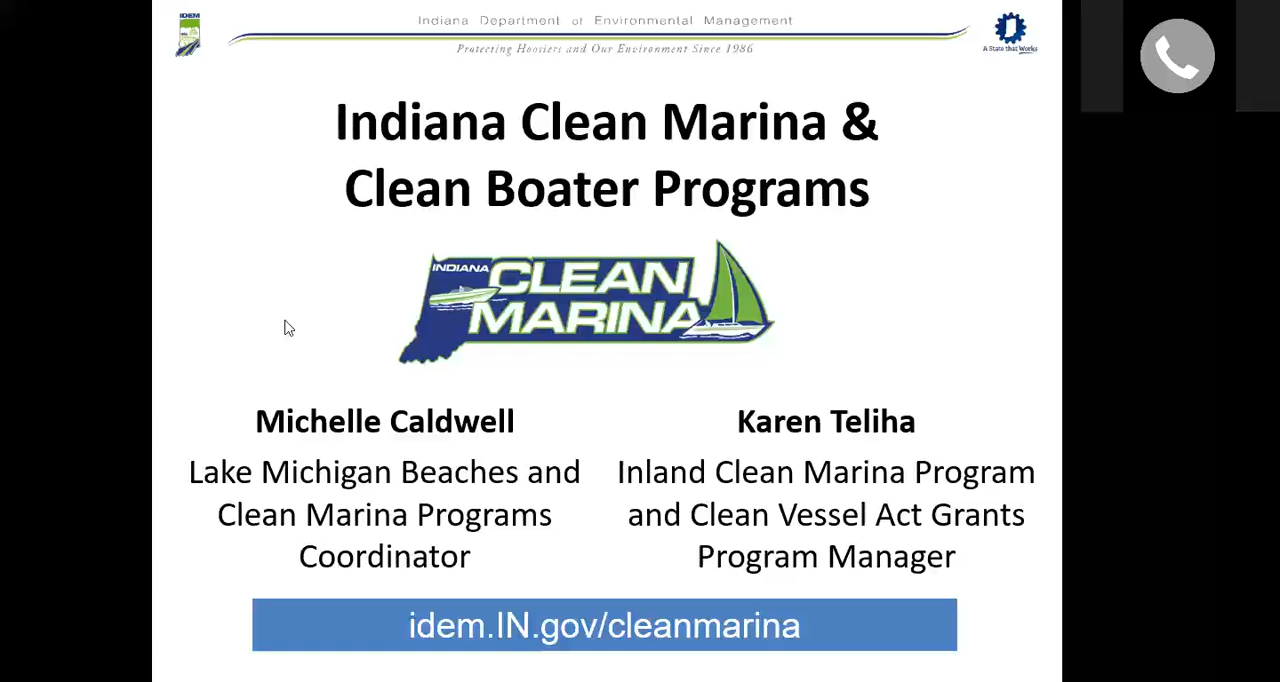 IDEM
Indiana Department of Environmental Management
Protecting Hoosiers and Our Environment Since 1986
A State that Works
Indiana Clean Marina &
Clean Boater Programs
INDIANA CLEAN
MARINA
Michelle Caldwell
Lake Michigan Beaches and
Clean Marina Programs
Coordinator
Karen Teliha
Inland Clean Marina Program
and Clean Vessel Act Grants
Program Manager
idem.IN.gov/cleanmarina